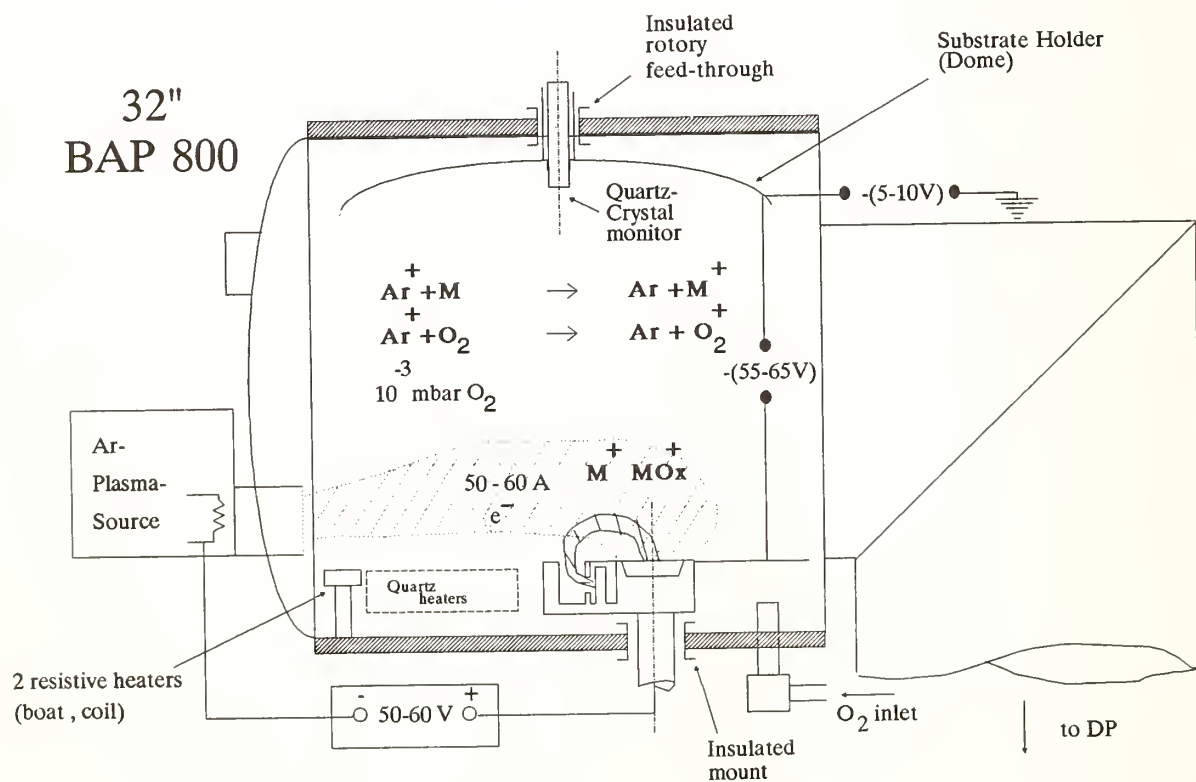 32"
BAP 800
Insulated
rotory
feed-through
Substrate Holder
(Dome)
Quartz-
Crystal
monitor
-(5-10V)
Ar⁺ + M → Ar + M⁺
Ar⁺ + O₂ → Ar + O₂⁺
10⁻³ mbar O₂
-(55-65V)
Ar-
Plasma-
Source
50 - 60 A
e⁻
M⁺ MOx⁺
Quartz
heaters
2 resistive heaters
(boat , coil)
- 50-60 V +
Insulated
mount
O₂ inlet
to DP